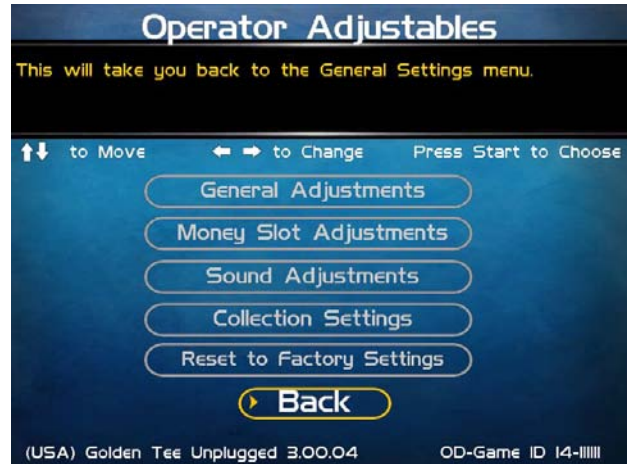 Operator Adjustables
This will take you back to the General Settings menu.
to Move to Change Press Start to Choose
General Adjustments
Money Slot Adjustments
Sound Adjustments
Collection Settings
Reset to Factory Settings
Back
(USA) Golden Tee Unplugged 3.00.04 OD-Game ID 14-111111